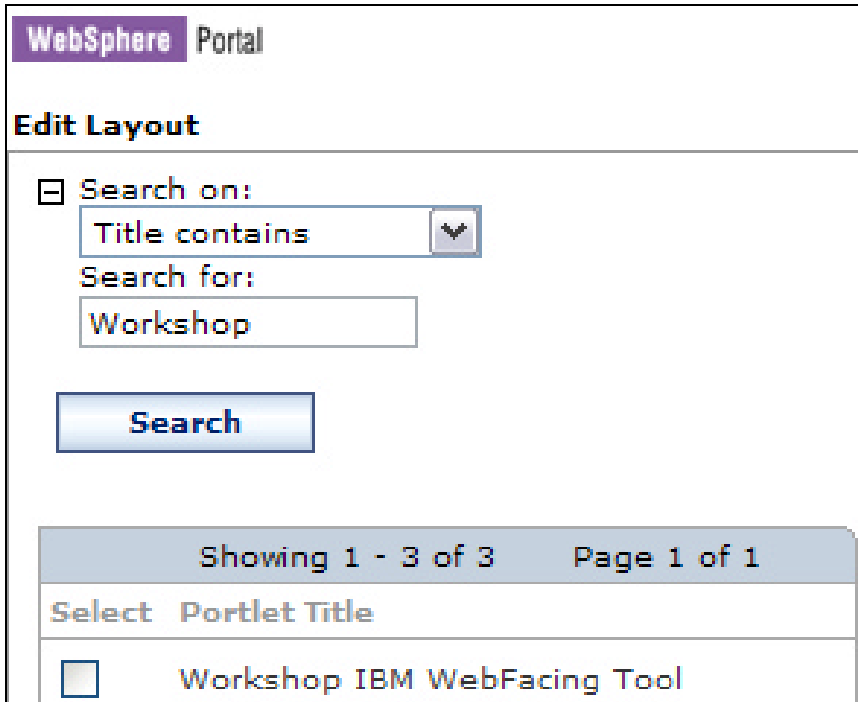 WebSphere Portal
Edit Layout
Search on:
Title contains
Search for:
Workshop
Search
Showing 1 - 3 of 3 Page 1 of 1
Select Portlet Title
Workshop IBM WebFacing Tool